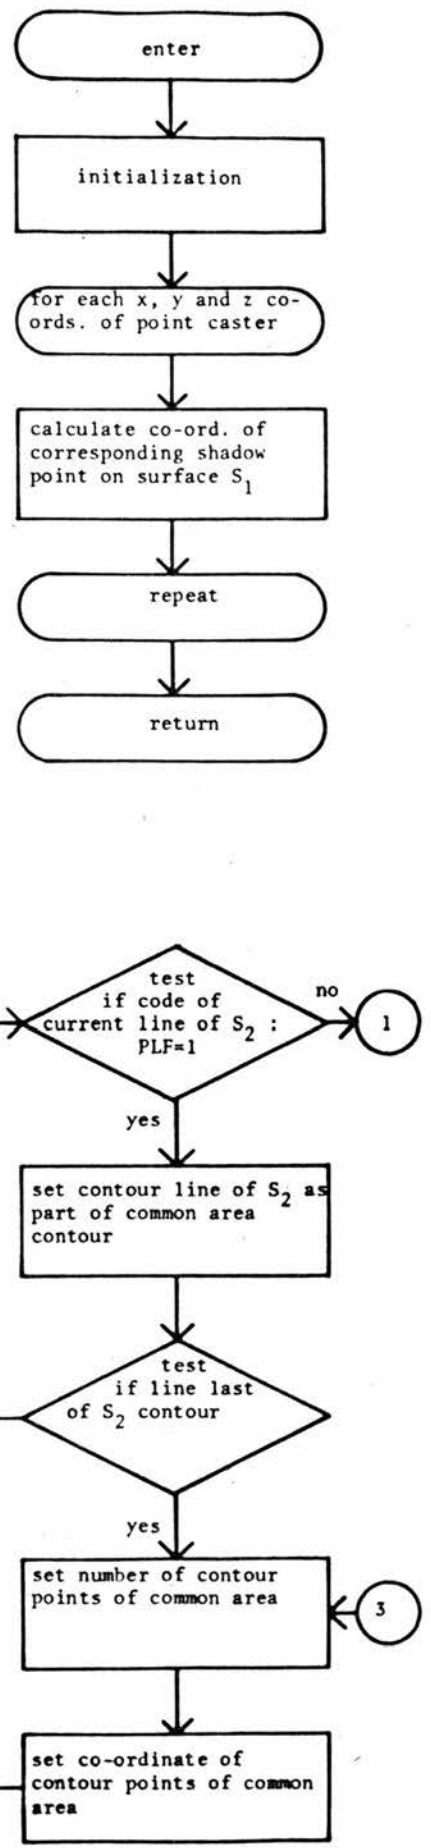 enter
initialization
for each x, y and z co-
ords. of point caster
calculate co-ord. of
corresponding shadow
point on surface S1
repeat
return
test
if code of
current line of S2 :
PLF=1
no
1
yes
set contour line of S2 as
part of common area
contour
test
if line last
of S2 contour
yes
set number of contour
points of common area
3
set co-ordinate of
contour points of common
area